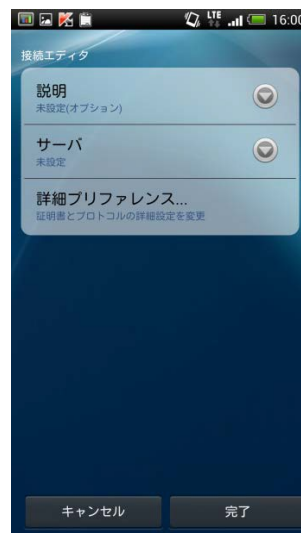 LTE 16:00
接続エディタ
説明
未設定(オプション)
サーバ
未設定
詳細プリファレンス...
証明書とプロトコルの詳細設定を変更
キャンセル 完了